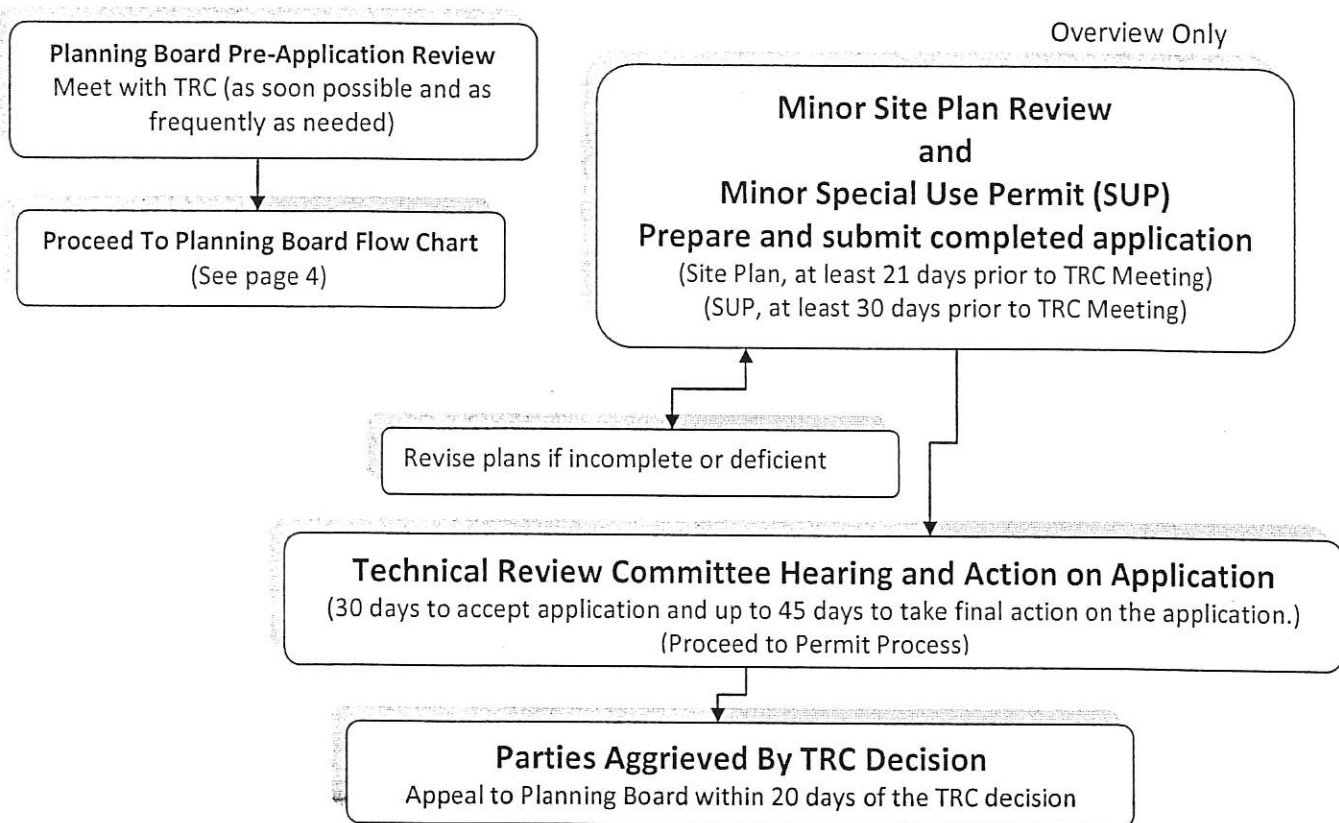 Planning Board Pre-Application Review
Meet with TRC (as soon possible and as
frequently as needed)
Proceed To Planning Board Flow Chart
(See page 4)
Overview Only
Minor Site Plan Review
and
Minor Special Use Permit (SUP)
Prepare and submit completed application
(Site Plan, at least 21 days prior to TRC Meeting)
(SUP, at least 30 days prior to TRC Meeting)
Revise plans if incomplete or deficient
Technical Review Committee Hearing and Action on Application
(30 days to accept application and up to 45 days to take final action on the application.)
(Proceed to Permit Process)
Parties Aggrieved By TRC Decision
Appeal to Planning Board within 20 days of the TRC decision